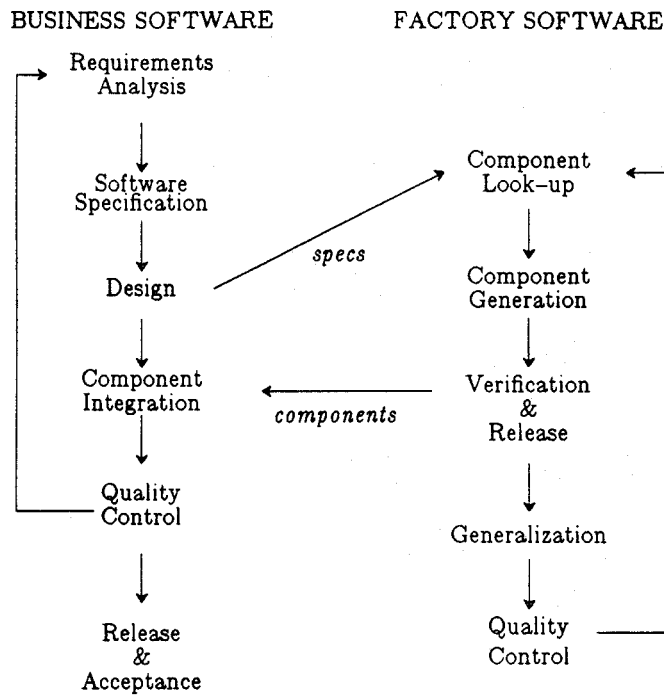 BUSINESS SOFTWARE
Requirements
Analysis
Software
Specification
Design
Component
Integration
Quality
Control
Release
&
Acceptance
specs
components
FACTORY SOFTWARE
Component
Look-up
Component
Generation
Verification
&
Release
Generalization
Quality
Control